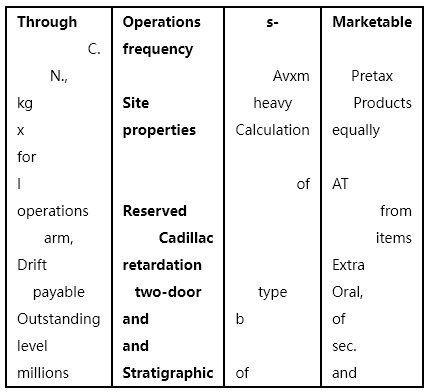 Through
C.
N.,
kg
x
for
I
operations
arm,
Drift
payable
Outstanding
level
millions
Operations
frequency
Site
properties
Reserved
Cadillac
retardation
two-door
and
and
Stratigraphic
s-
Avxm
heavy
Calculation
of
type
b
of
Marketable
Pretax
Products
equally
AT
from
items
Extra
Oral,
of
sec.
and